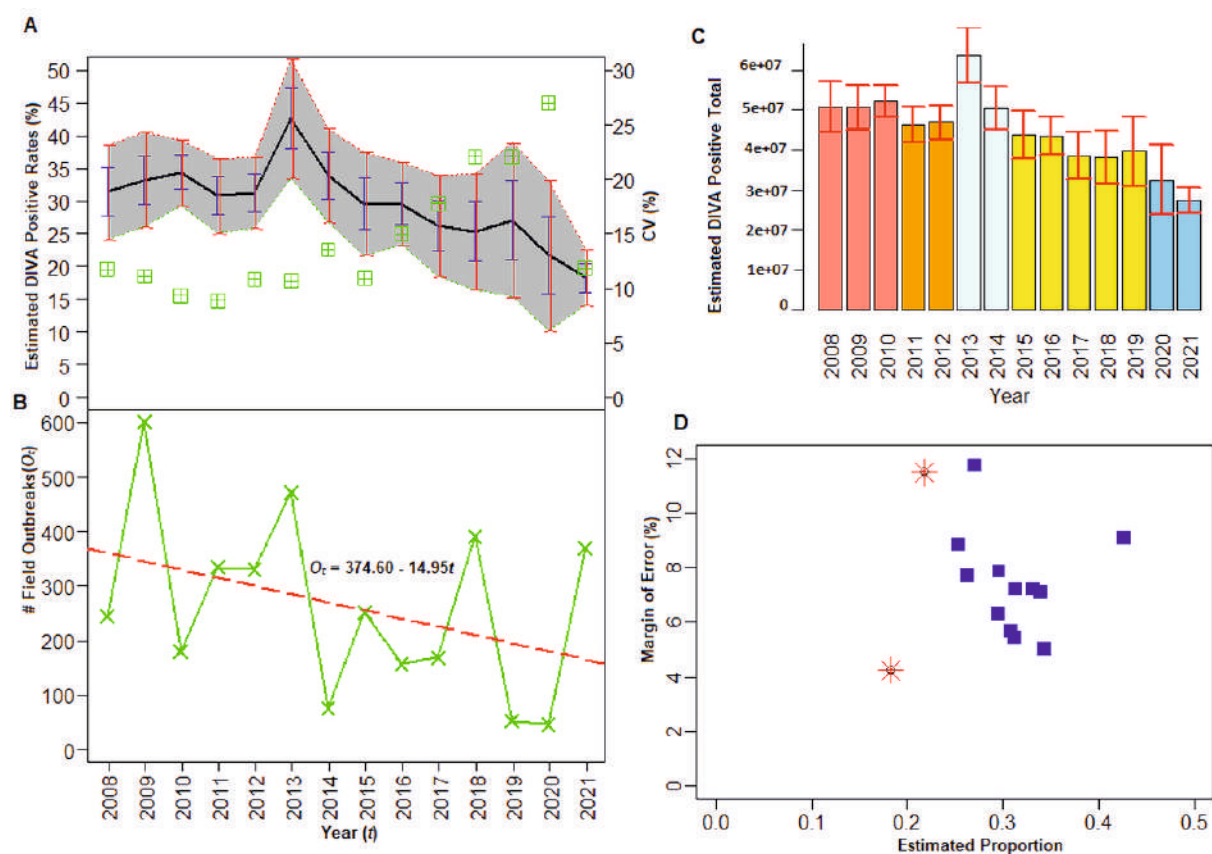 A
Estimated DIVA Positive Rates (%)
50
45
40
35
30
25
20
15
10
5
0
30
25
20
15
10
5
0
CV (%)
B
# Field Outbreaks (Oₜ)
600
500
400
300
200
100
0
Oₜ = 374.60 - 14.95t
2008 2009 2010 2011 2012 2013 2014 2015 2016 2017 2018 2019 2020 2021
Year (t)
C
Estimated DIVA Positive Total
6e+07
5e+07
4e+07
3e+07
2e+07
1e+07
0
2008 2009 2010 2011 2012 2013 2014 2015 2016 2017 2018 2019 2020 2021
Year
D
Margin of Error (%)
12
10
8
6
4
2
0
0.0 0.1 0.2 0.3 0.4 0.5
Estimated Proportion